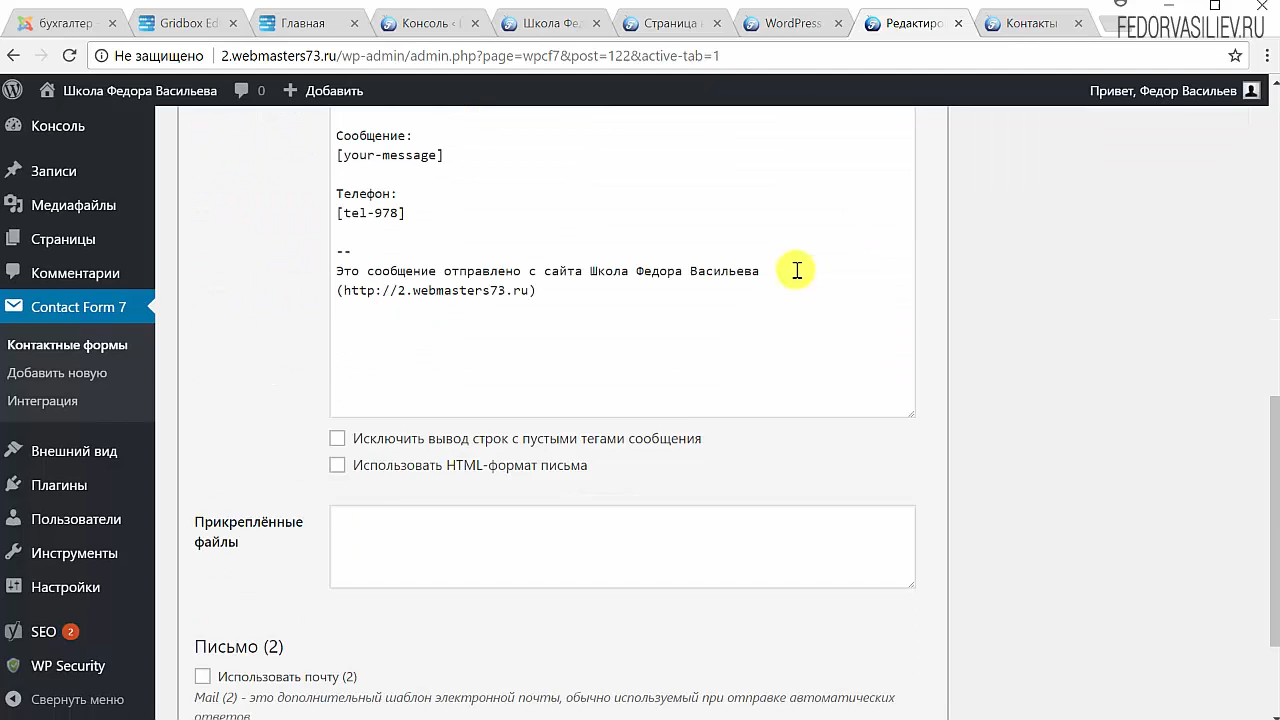 бухгалтер
Gridbox Ed
Главная
Консоль <
Школа Фе
Страница
WordPress
Редактиро
Контакты
FEDORVASILIEV.RU
Не защищено 2.webmasters73.ru/wp-admin/admin.php?page=wpcf7&post=122&active-tab=1
Школа Федора Васильева 0 Добавить Привет, Федор Васильев
Консоль
Записи
Медиафайлы
Страницы
Комментарии
Contact Form 7
Контактные формы
Добавить новую
Интеграция
Внешний вид
Плагины
Пользователи
Инструменты
Настройки
SEO 2
WP Security
Свернуть меню
Сообщение:
[your-message]
Телефон:
[tel-978]
--
Это сообщение отправлено с сайта Школа Федора Васильева
(http://2.webmasters73.ru)
Исключить вывод строк с пустыми тегами сообщения
Использовать HTML-формат письма
Прикреплённые
файлы
Письмо (2)
Использовать почту (2)
Mail (2) - это дополнительный шаблон электронной почты, обычно используемый при отправке автоматических
ответов.